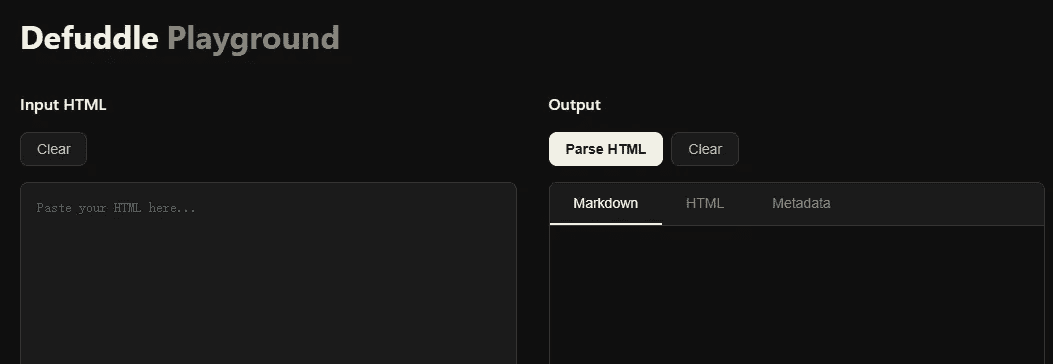 Defuddle Playground
Input HTML
Clear
Paste your HTML here...
Output
Parse HTML Clear
Markdown HTML Metadata